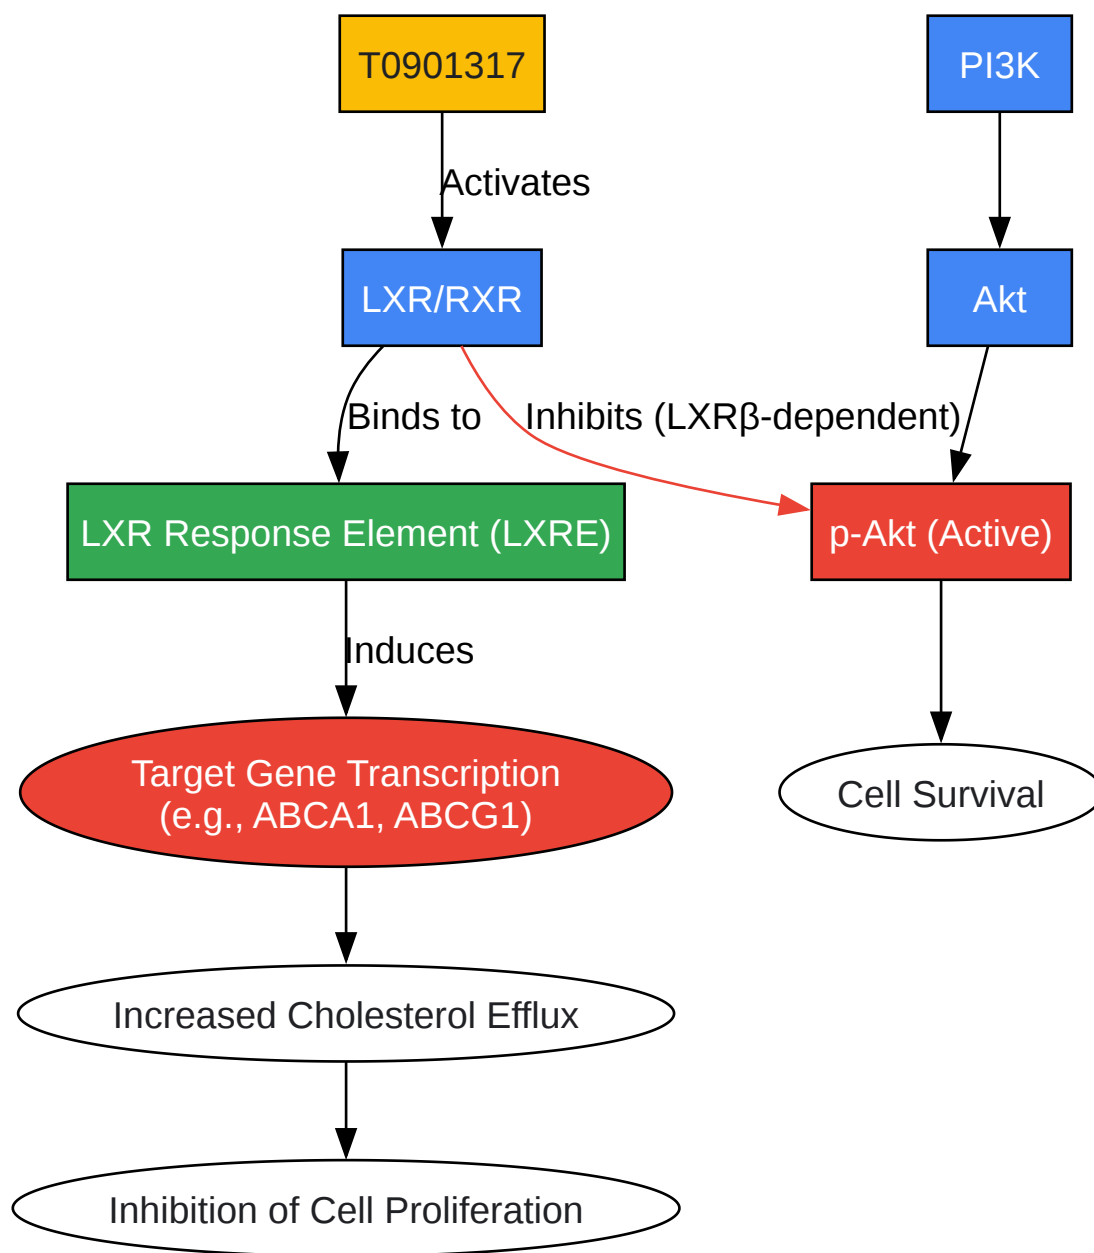 T0901317
PI3K
Activates
LXR/RXR
Akt
Binds to
Inhibits (LXRβ-dependent)
LXR Response Element (LXRE)
p-Akt (Active)
Induces
Target Gene Transcription
(e.g., ABCA1, ABCG1)
Cell Survival
Increased Cholesterol Efflux
Inhibition of Cell Proliferation